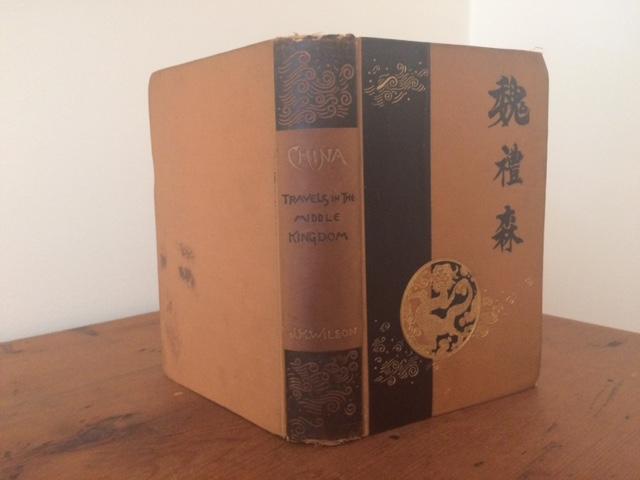 CHINA
TRAVELS IN THE
MIDDLE
KINGDOM
J.H. WILSON
魏禮森